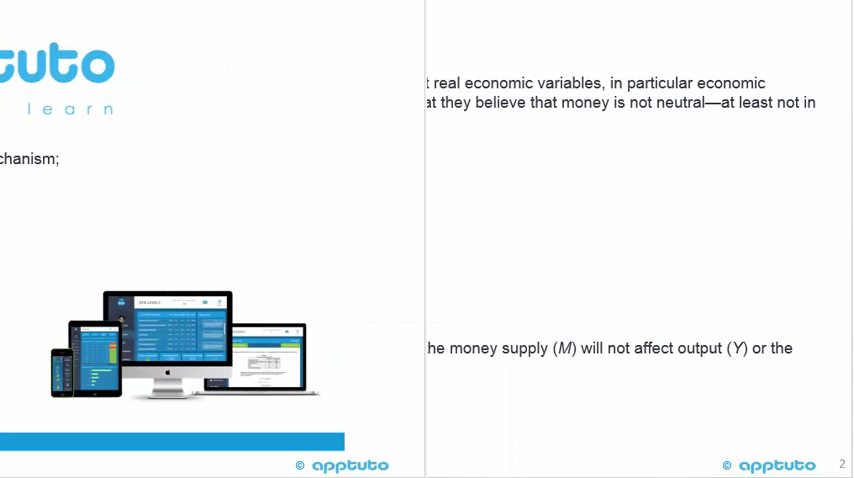 tuto
learn
chanism;
© apptuto
t real economic variables, in particular economic
at they believe that money is not neutral—at least not in
he money supply (M) will not affect output (Y) or the
© apptuto 2